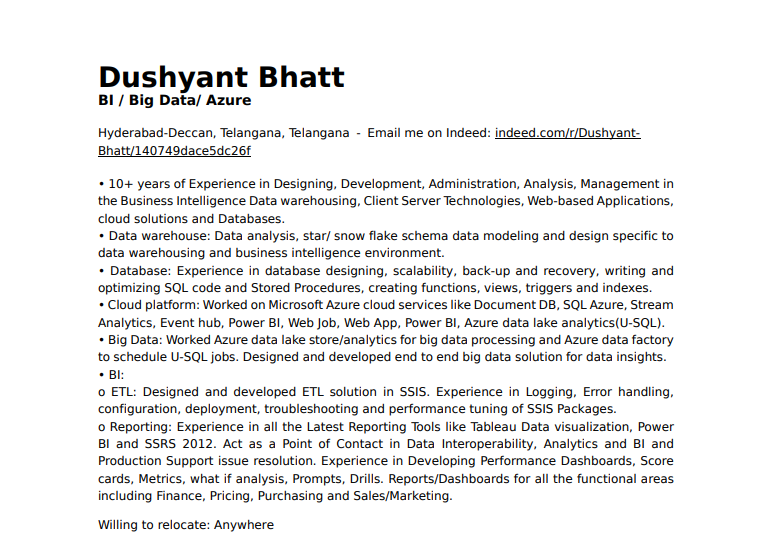 Dushyant Bhatt
BI / Big Data/ Azure
Hyderabad-Deccan, Telangana, Telangana - Email me on Indeed: indeed.com/r/Dushyant-
Bhatt/140749dace5dc26f
• 10+ years of Experience in Designing, Development, Administration, Analysis, Management in
the Business Intelligence Data warehousing, Client Server Technologies, Web-based Applications,
cloud solutions and Databases.
• Data warehouse: Data analysis, star/ snow flake schema data modeling and design specific to
data warehousing and business intelligence environment.
• Database: Experience in database designing, scalability, back-up and recovery, writing and
optimizing SQL code and Stored Procedures, creating functions, views, triggers and indexes.
• Cloud platform: Worked on Microsoft Azure cloud services like Document DB, SQL Azure, Stream
Analytics, Event hub, Power BI, Web Job, Web App, Power BI, Azure data lake analytics(U-SQL).
• Big Data: Worked Azure data lake store/analytics for big data processing and Azure data factory
to schedule U-SQL jobs. Designed and developed end to end big data solution for data insights.
• BI:
o ETL: Designed and developed ETL solution in SSIS. Experience in Logging, Error handling,
configuration, deployment, troubleshooting and performance tuning of SSIS Packages.
o Reporting: Experience in all the Latest Reporting Tools like Tableau Data visualization, Power
BI and SSRS 2012. Act as a Point of Contact in Data Interoperability, Analytics and BI and
Production Support issue resolution. Experience in Developing Performance Dashboards, Score
cards, Metrics, what if analysis, Prompts, Drills. Reports/Dashboards for all the functional areas
including Finance, Pricing, Purchasing and Sales/Marketing.
Willing to relocate: Anywhere